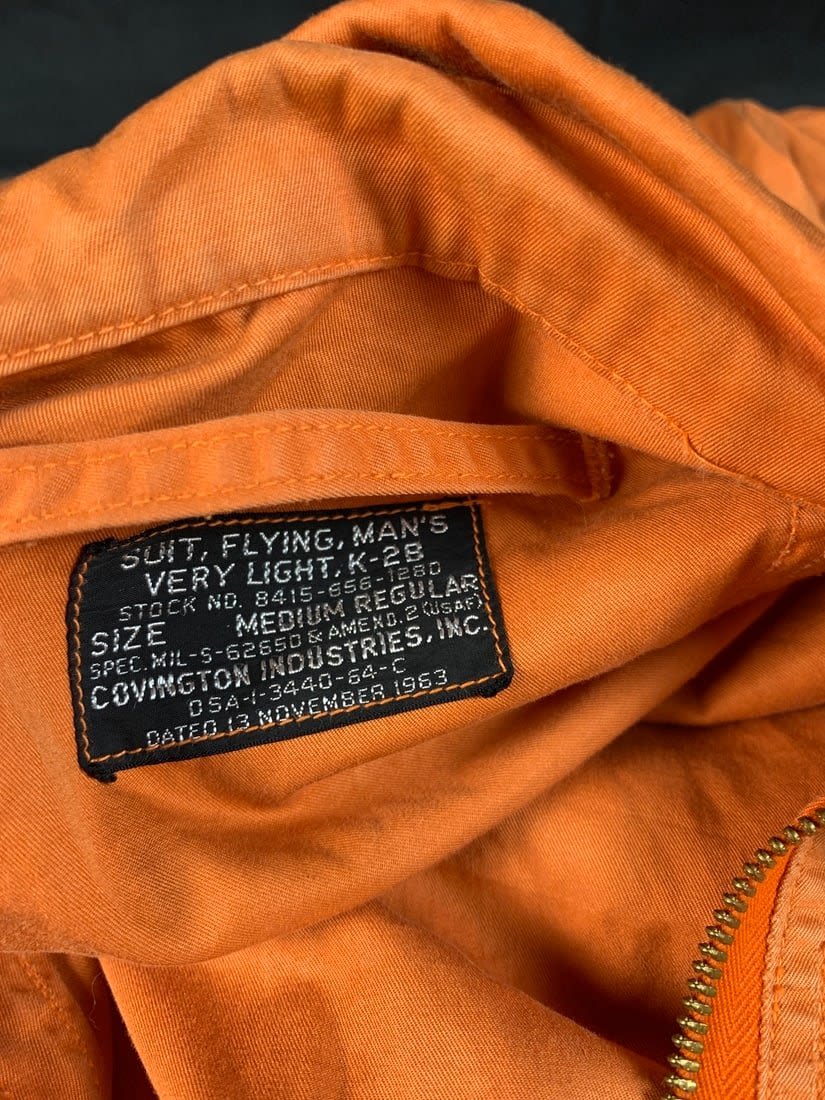 SUIT, FLYING, MAN'S
VERY LIGHT, K-2B
STOCK NO. 8415-656-1280
SIZE MEDIUM REGULAR
SPEC. MIL-S-62650 & AMEND. 2 (USAF)
COVINGTON INDUSTRIES, INC.
DSA-1-3440-64-C
DATED 13 NOVEMBER 1963